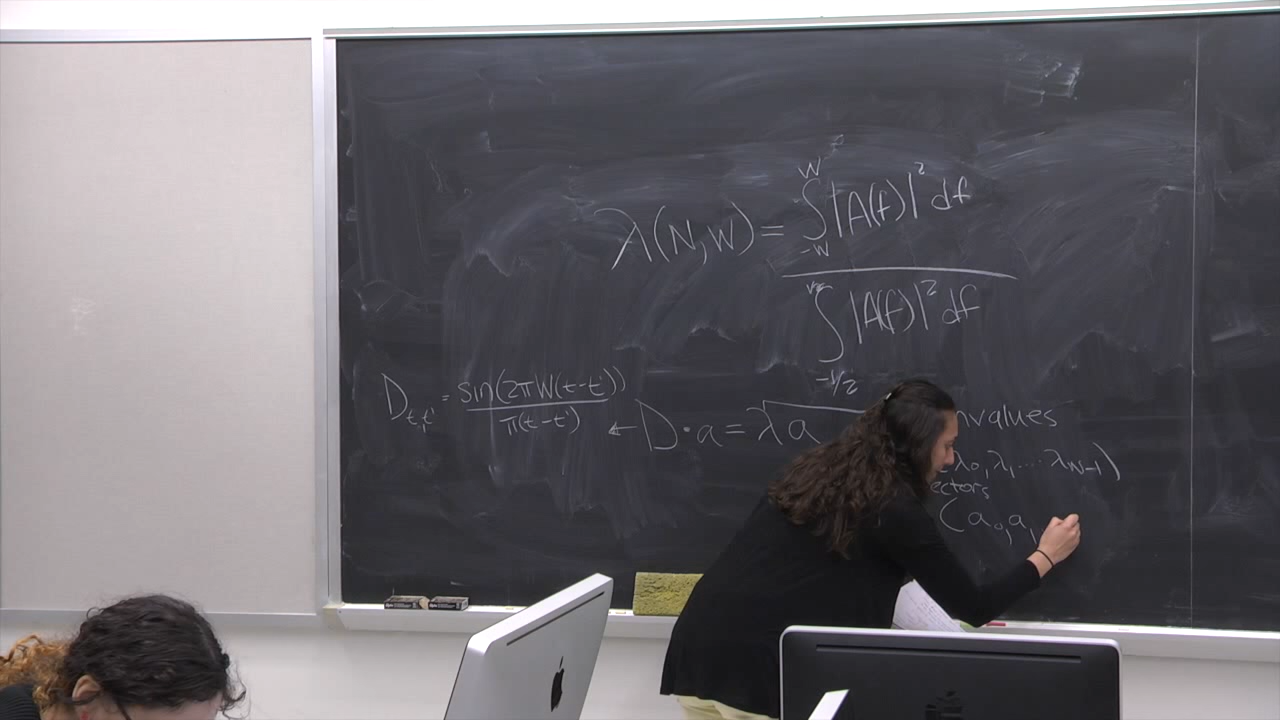 λ(N,W) = ∫_{-W}^{W} |A(f)|² df
∫_{-1/2}^{1/2} |A(f)|² df
D_{t,t'} = sin(2πW(t-t')) / π(t-t') ← D·a = λa
nvalues
λ₀, λ₁ ... λ_{N-1})
ectors
(a₀, a₁